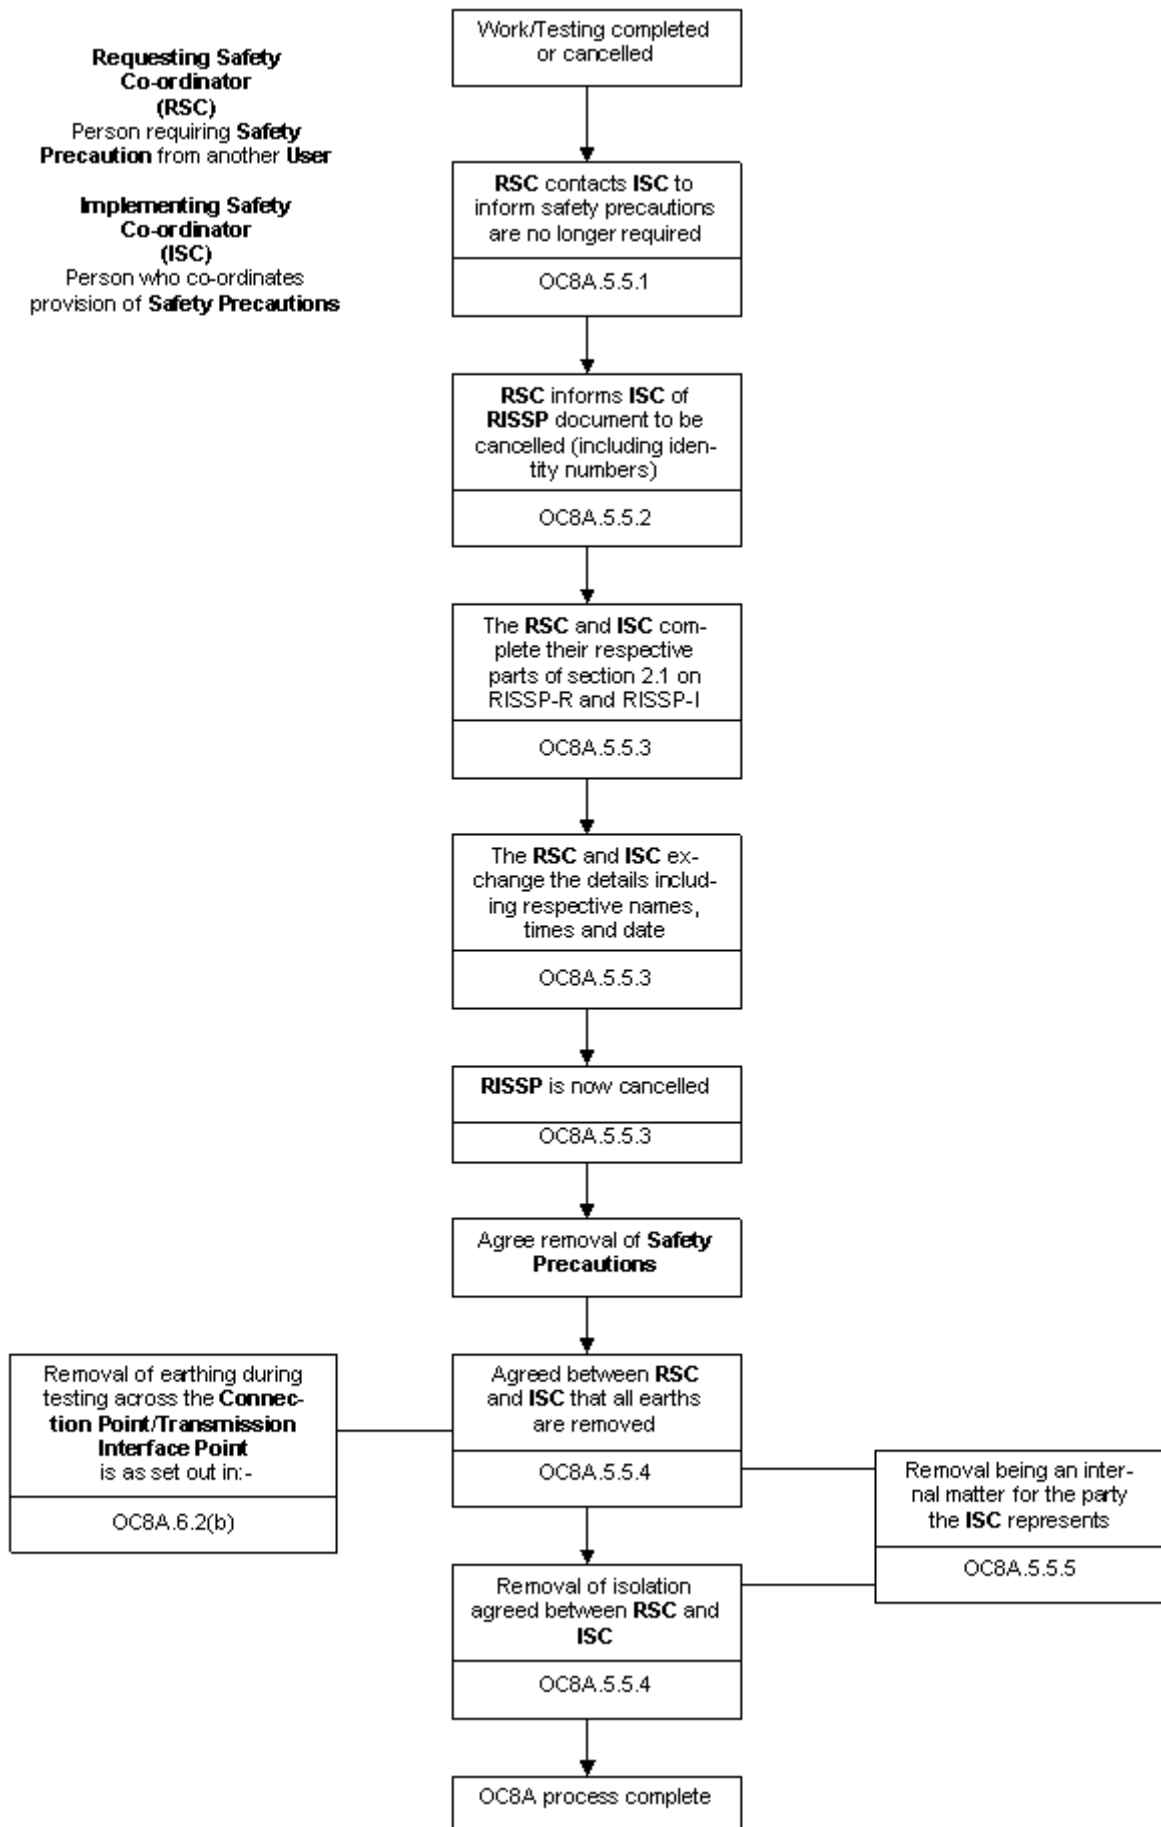 Requesting Safety
Co-ordinator
(RSC)
Person requiring Safety
Precaution from another User
Implementing Safety
Co-ordinator
(ISC)
Person who co-ordinates
provision of Safety Precautions
Work/Testing completed
or cancelled
RSC contacts ISC to
inform safety precautions
are no longer required
OC8A.5.5.1
RSC informs ISC of
RISSP document to be
cancelled (including iden-
tity numbers)
OC8A.5.5.2
The RSC and ISC com-
plete their respective
parts of section 2.1 on
RISSP-R and RISSP-I
OC8A.5.5.3
The RSC and ISC ex-
change the details includ-
ing respective names,
times and date
OC8A.5.5.3
RISSP is now cancelled
OC8A.5.5.3
Agree removal of Safety
Precautions
Removal of earthing during
testing across the Connec-
tion Point/Transmission
Interface Point
is as set out in:-
OC8A.6.2(b)
Agreed between RSC
and ISC that all earths
are removed
OC8A.5.5.4
Removal being an inter-
nal matter for the party
the ISC represents
OC8A.5.5.5
Removal of isolation
agreed between RSC and
ISC
OC8A.5.5.4
OC8A process complete